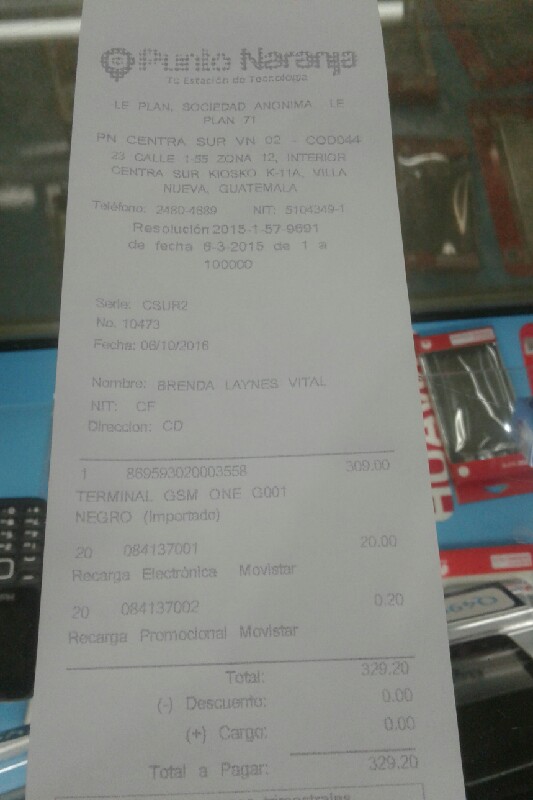 Punto Naranja
Tu Estación de Tecnología
LE PLAN, SOCIEDAD ANONIMA. LE
PLAN 71
PN CENTRA SUR VN 02 - COD044
23 CALLE 1-55 ZONA 12, INTERIOR
CENTRA SUR KIOSKO K-11A, VILLA
NUEVA, GUATEMALA
Teléfono: 2480-4889 NIT: 5104349-1
Resolución 2015-1-57-9691
de fecha 6-3-2015 de 1 a
100000
Serie: CSUR2
No. 10473
Fecha: 06/10/2016
Nombre: BRENDA LAYNES VITAL
NIT: CF
Direccion: CD
1 889593020003558 309.00
TERMINAL GSM ONE G001
NEGRO (Importado)
20 084137001 20.00
Recarga Electrónica Movistar
20 084137002 0.20
Recarga Promocional Movistar
Total: 329.20
(-) Descuento: 0.00
(+) Cargo: 0.00
Total a Pagar: 329.20
trimestrales
HUAW